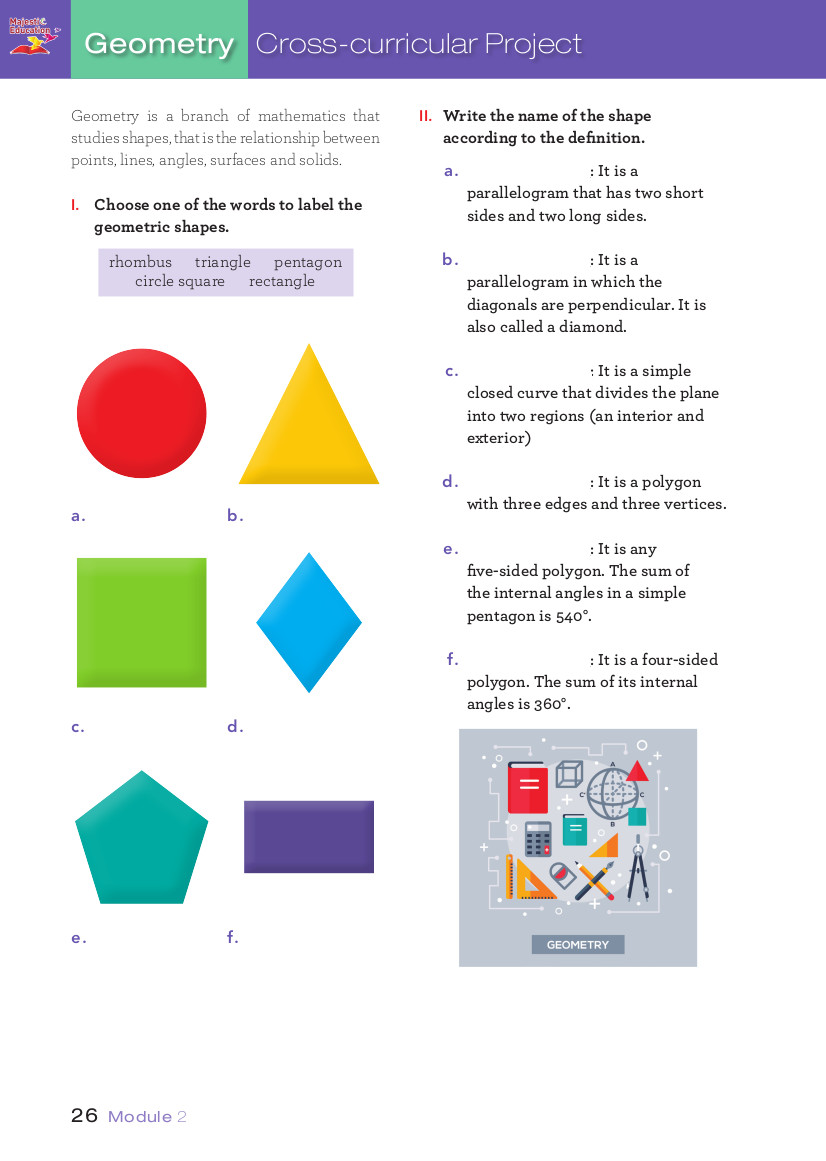 Majestic
Education
Geometry Cross-curricular Project
Geometry is a branch of mathematics that
studies shapes, that is the relationship between
points, lines, angles, surfaces and solids.
I. Choose one of the words to label the
geometric shapes.
rhombus triangle pentagon
circle square rectangle
a. b.
c. d.
e. f.
II. Write the name of the shape
according to the definition.
a. : It is a
parallelogram that has two short
sides and two long sides.
b. : It is a
parallelogram in which the
diagonals are perpendicular. It is
also called a diamond.
c. : It is a simple
closed curve that divides the plane
into two regions (an interior and
exterior)
d. : It is a polygon
with three edges and three vertices.
e. : It is any
five-sided polygon. The sum of
the internal angles in a simple
pentagon is 540°.
f. : It is a four-sided
polygon. The sum of its internal
angles is 360°.
A
C' C
B
GEOMETRY
26 Module 2